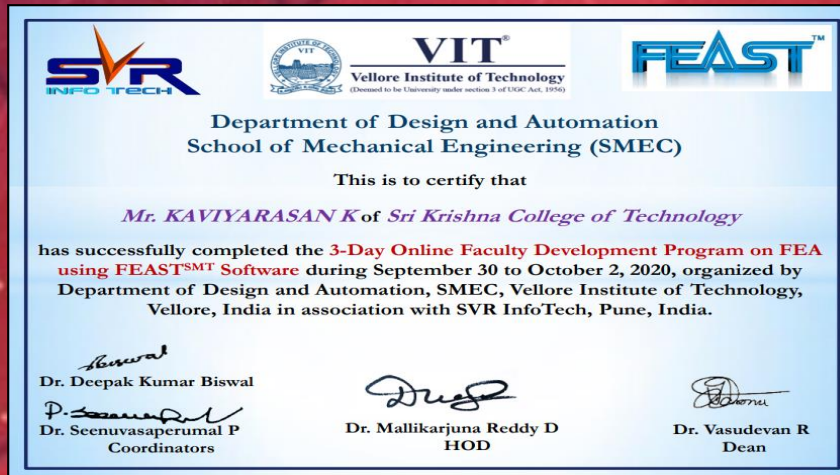 SVR
INFO TECH
VIT
VELLORE INSTITUTE OF TECHNOLOGY
VIT®
Vellore Institute of Technology
(Deemed to be University under section 3 of UGC Act, 1956)
FEAST™
Department of Design and Automation
School of Mechanical Engineering (SMEC)
This is to certify that
Mr. KAVIYARASAN K of Sri Krishna College of Technology
has successfully completed the 3-Day Online Faculty Development Program on FEA
using FEASTSMT Software during September 30 to October 2, 2020, organized by
Department of Design and Automation, SMEC, Vellore Institute of Technology,
Vellore, India in association with SVR InfoTech, Pune, India.
Dr. Deepak Kumar Biswal
Dr. Seenuvasaperumal P
Coordinators
Dr. Mallikarjuna Reddy D
HOD
Dr. Vasudevan R
Dean